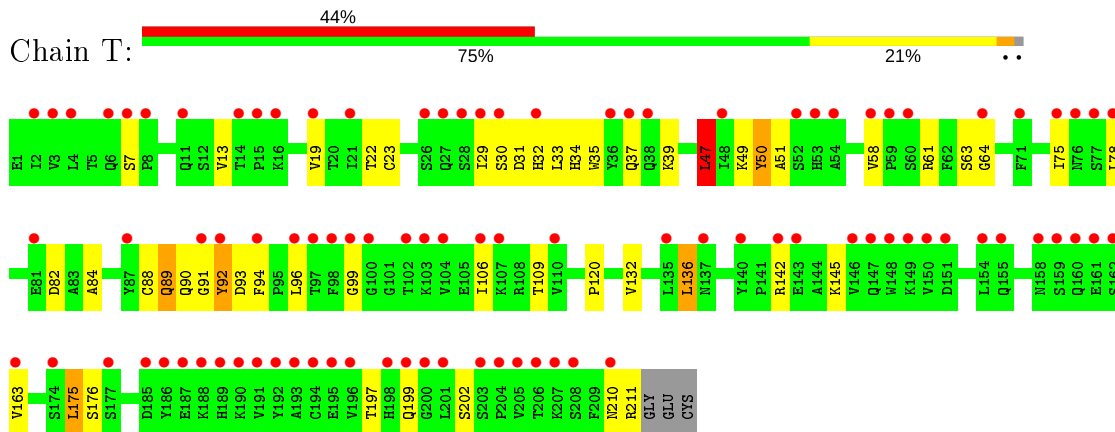 44%
Chain T:
75% 21% • •
E1 I2 V3 L4 T5 Q6 S7 P8 Q11 S12 V13 T14 P15 K16 V19 T20 I21 T22 C23 S26 Q27 S28 I29 S30 D31 H32 L33 H34 W35 Y36 Q37 Q38 K39 L47 I48 K49 Y50 A51 S52 H53 A54 V58 P59 S60 R61 F62 S63 G64 F71 I75 N76 S77 L78
E81 D82 A83 A84 Y87 C88 Q89 Q90 G91 Y92 D93 F94 P95 L96 T97 F98 G99 G100 G101 T102 K103 V104 E105 I106 K107 R108 T109 V110 P120 V132 L135 L136 N137 Y140 P141 R142 E143 A144 K145 V146 Q147 W148 K149 V150 D151 L154 Q155 N158 S159 Q160 E161 S162
V163 S174 L175 S176 S177 D185 Y186 E187 K188 H189 K190 V191 Y192 A193 C194 E195 V196 T197 H198 Q199 G200 L201 S202 S203 P204 V205 T206 K207 S208 F209 N210 R211 GLY GLU CYS